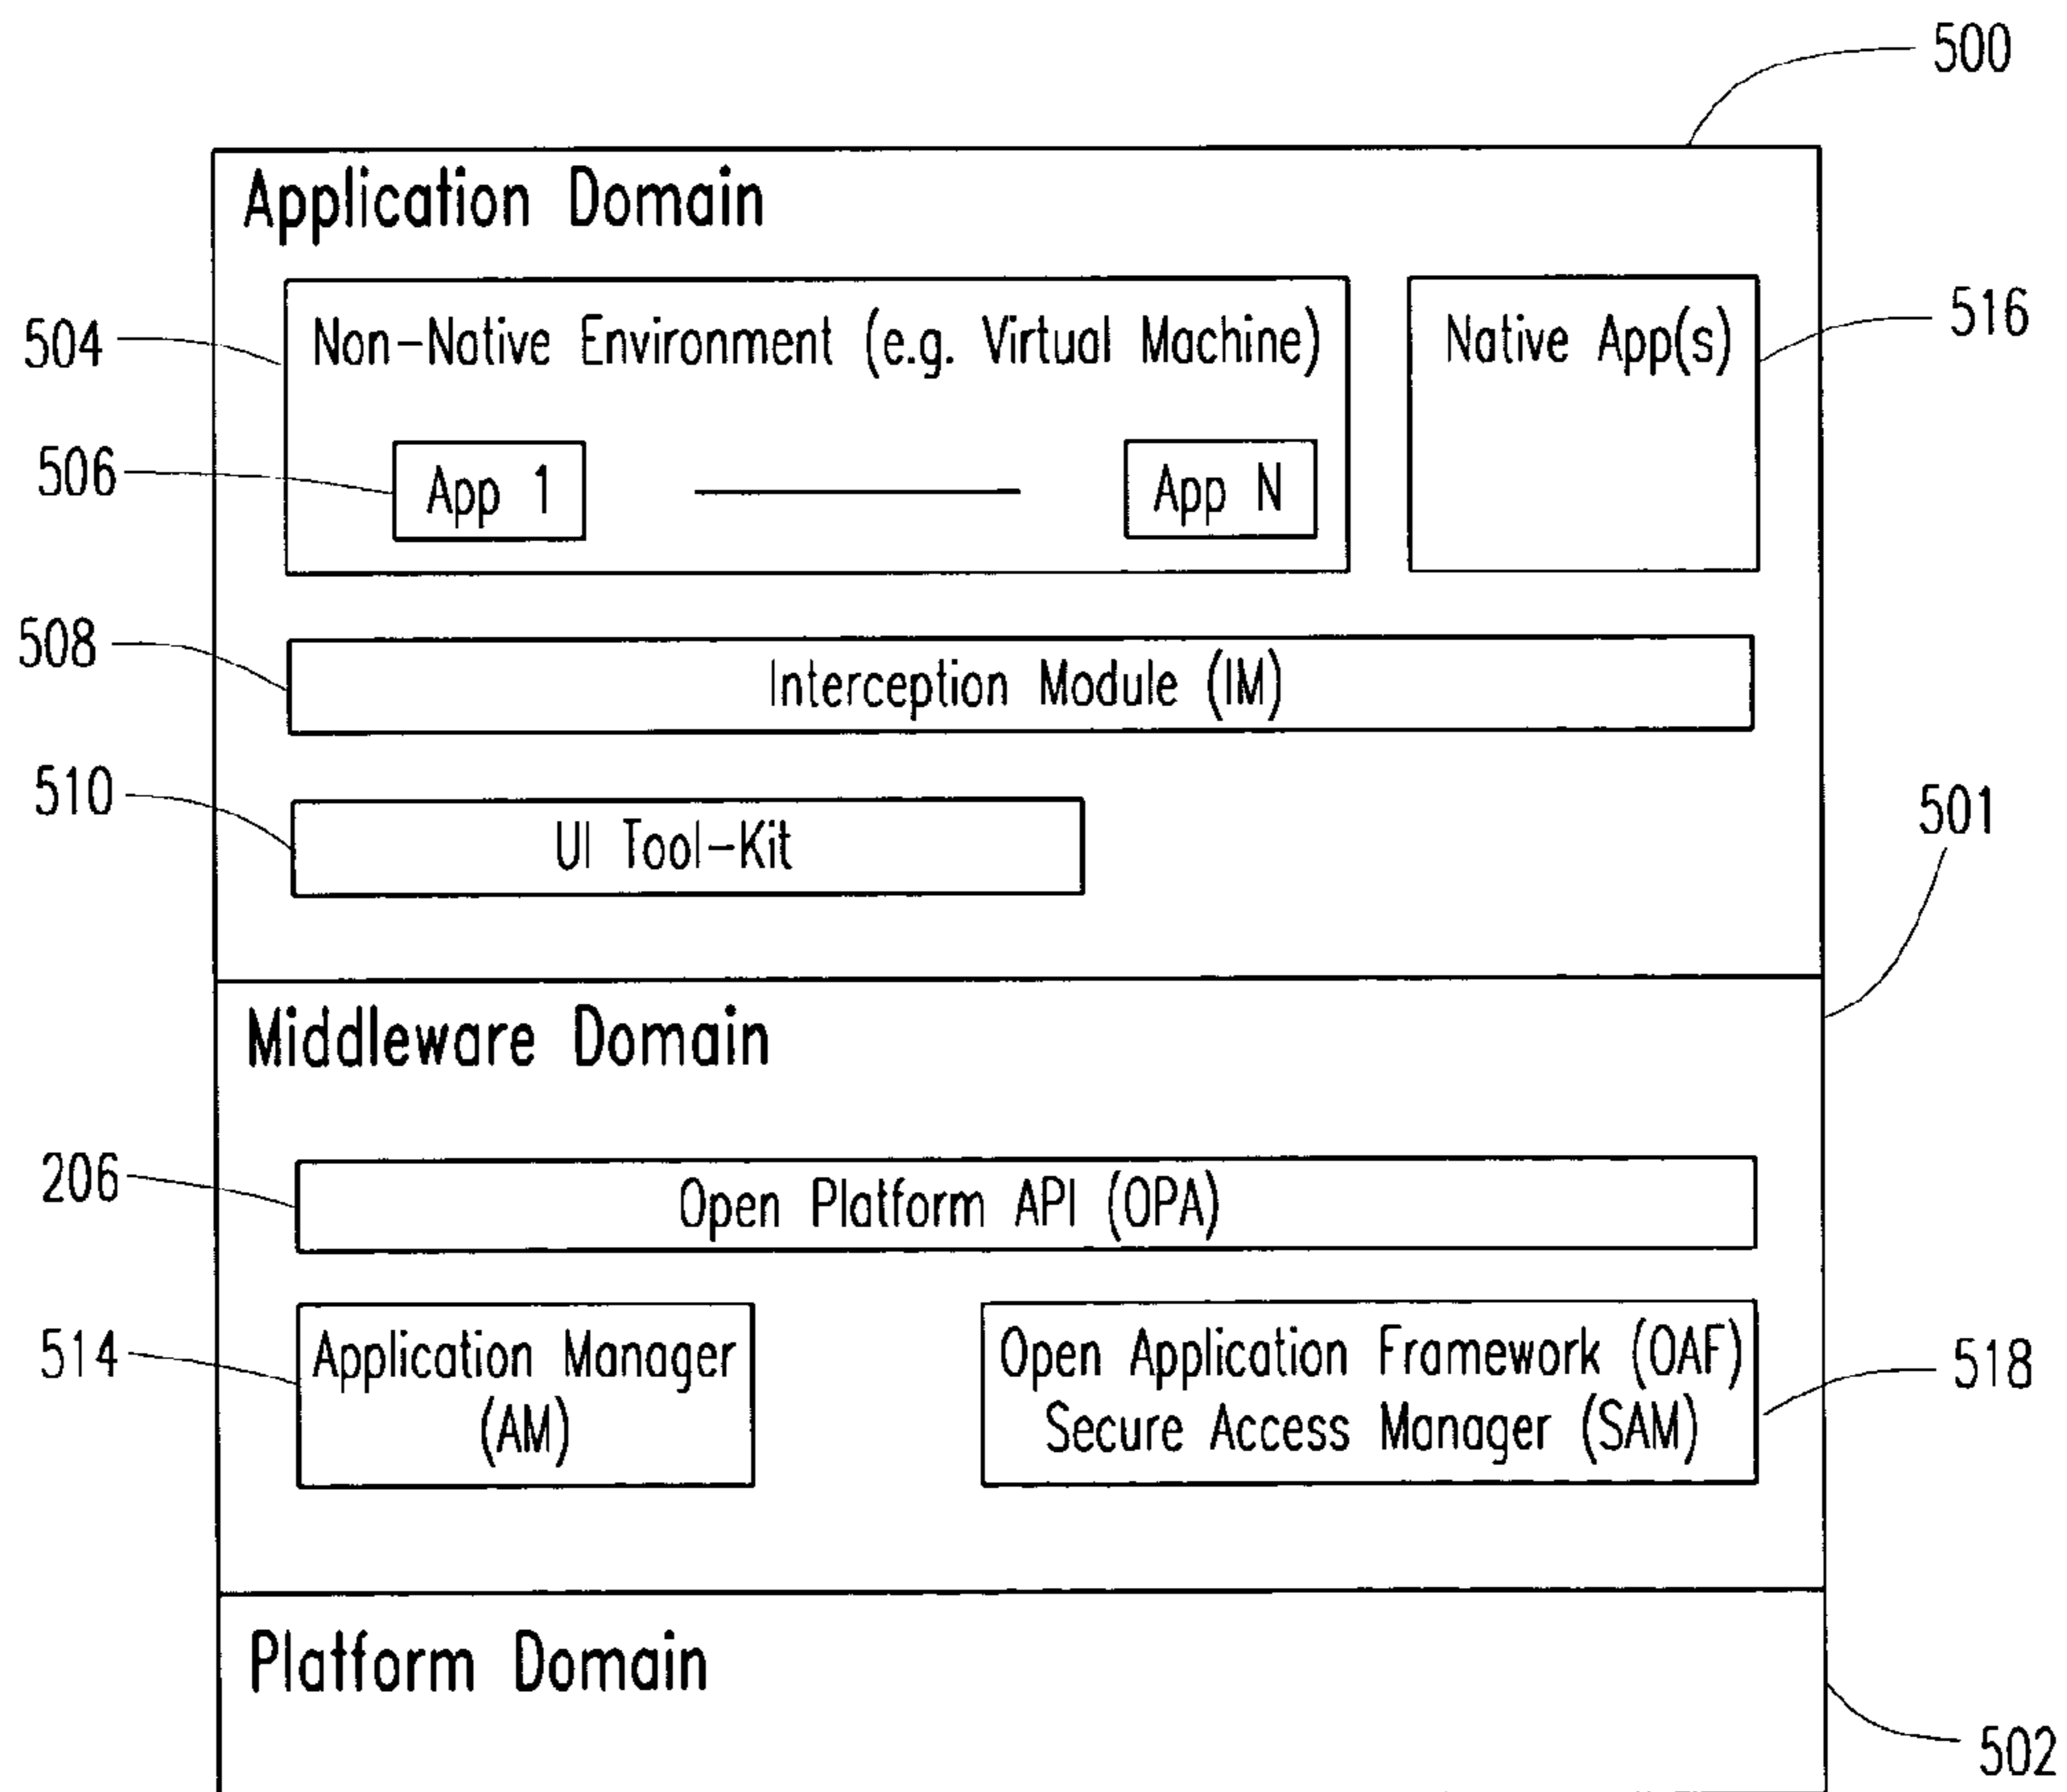 500
Application Domain
504
Non-Native Environment (e.g. Virtual Machine)
Native App(s)
516
506
App 1
App N
508
Interception Module (IM)
510
UI Tool-Kit
501
Middleware Domain
206
Open Platform API (OPA)
514
Application Manager
(AM)
Open Application Framework (OAF)
Secure Access Manager (SAM)
518
Platform Domain
502